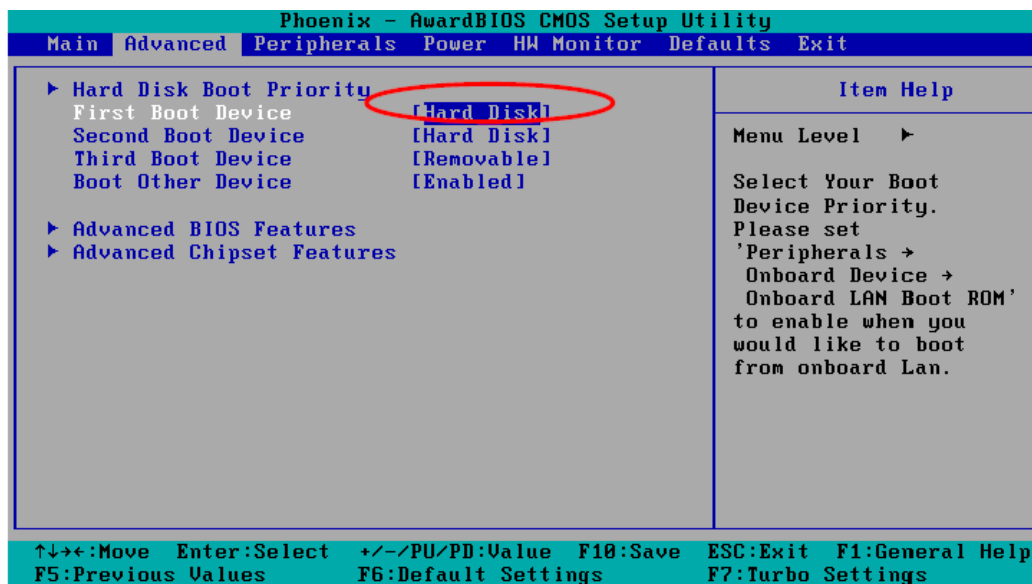 Phoenix - AwardBIOS CMOS Setup Utility
Main Advanced Peripherals Power HW Monitor Defaults Exit
Hard Disk Boot Priority
First Boot Device [Hard Disk]
Second Boot Device [Hard Disk]
Third Boot Device [Removable]
Boot Other Device [Enabled]
Advanced BIOS Features
Advanced Chipset Features
Item Help
Menu Level
Select Your Boot
Device Priority.
Please set
'Peripherals →
Onboard Device →
Onboard LAN Boot ROM'
to enable when you
would like to boot
from onboard Lan.
↑↓→←:Move Enter:Select +/-/PU/PD:Value F10:Save ESC:Exit F1:General Help
F5:Previous Values F6:Default Settings F7:Turbo Settings